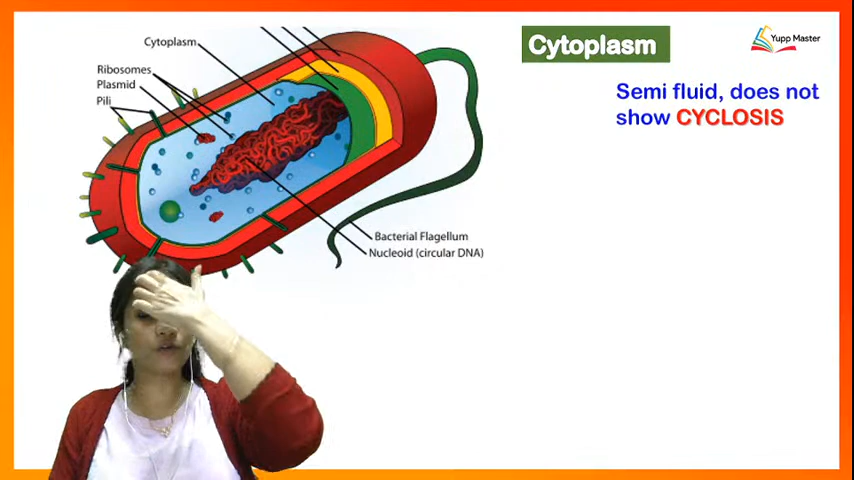 Cytoplasm
Yupp Master
Cytoplasm
Ribosomes
Plasmid
Pili
Semi fluid, does not
show CYCLOSIS
Bacterial Flagellum
Nucleoid (circular DNA)